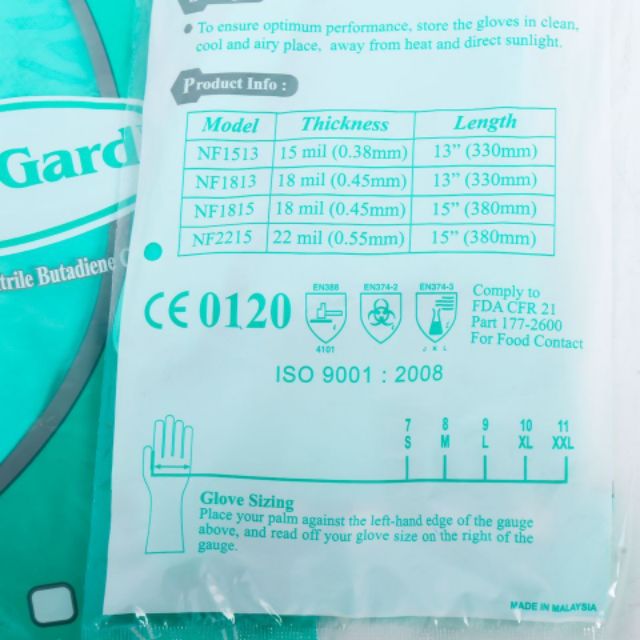 • To ensure optimum performance, store the gloves in clean,
cool and airy place, away from heat and direct sunlight.
Product Info :
Model Thickness Length
NF1513 15 mil (0.38mm) 13” (330mm)
NF1813 18 mil (0.45mm) 13” (330mm)
NF1815 18 mil (0.45mm) 15” (380mm)
NF2215 22 mil (0.55mm) 15” (380mm)
Gard
Butadiene
CE 0120
EN388 EN374-2 EN374-3
4101 J K L
Comply to
FDA CFR 21
Part 177-2600
For Food Contact
ISO 9001 : 2008
7 8 9 10 11
S M L XL XXL
Glove Sizing
Place your palm against the left-hand edge of the gauge
above, and read off your glove size on the right of the
gauge.
MADE IN MALAYSIA